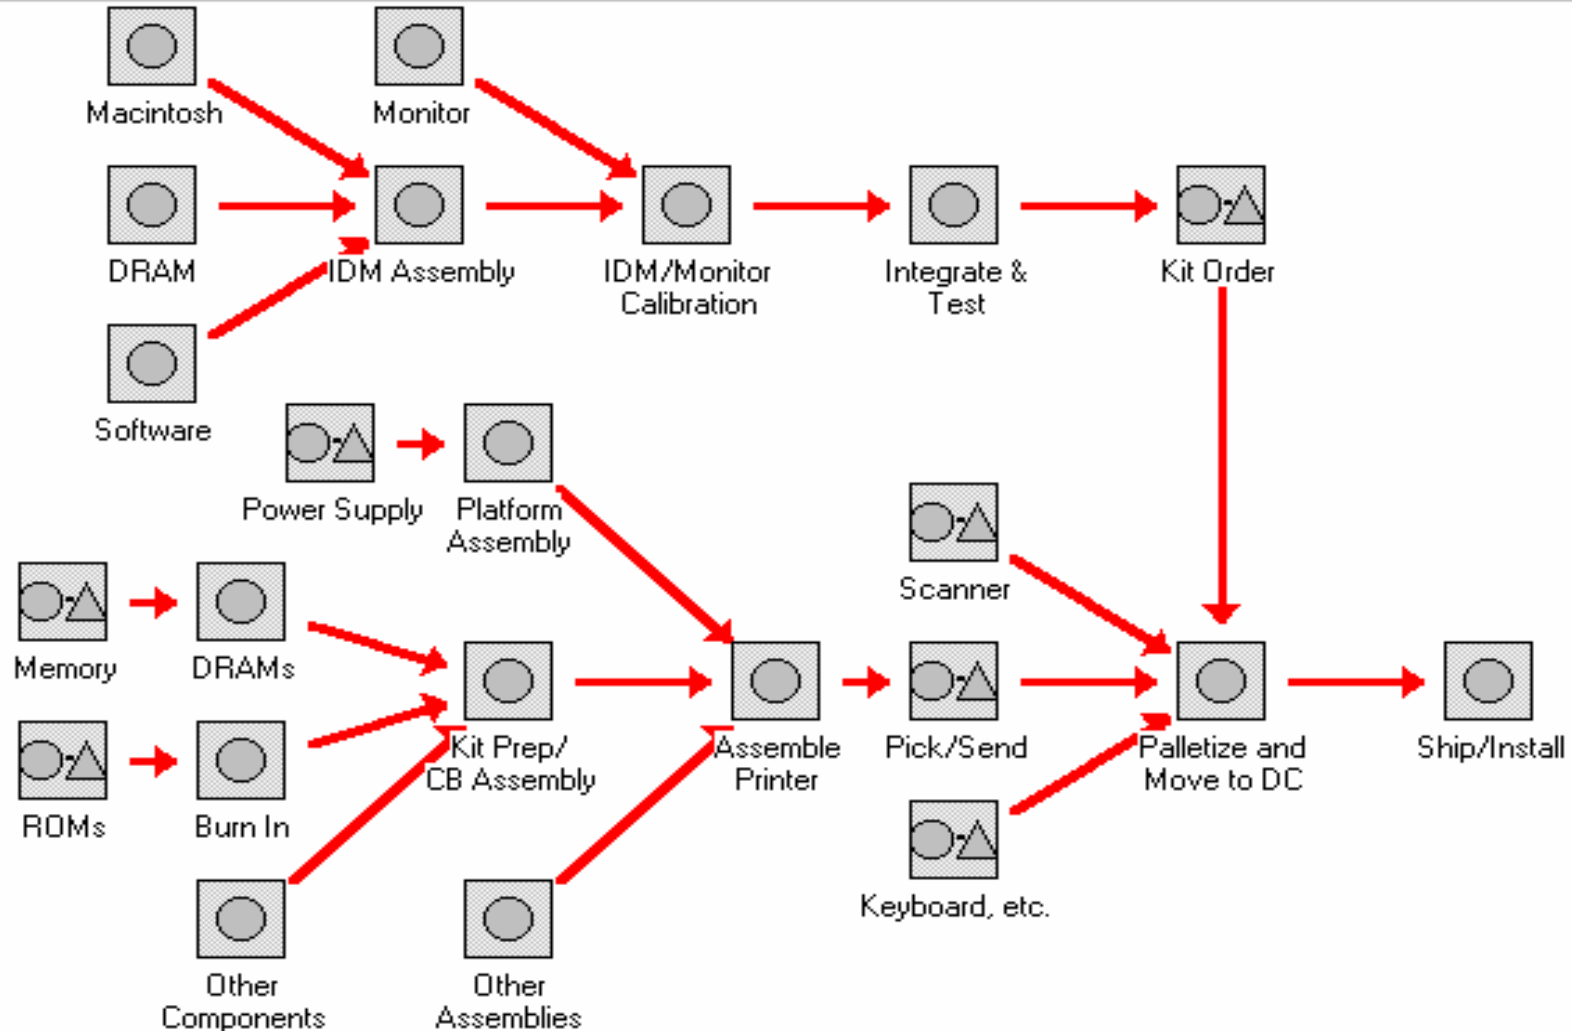 Macintosh
Monitor
DRAM
IDM Assembly
IDM/Monitor
Calibration
Integrate &
Test
Kit Order
Software
Power Supply
Platform
Assembly
Scanner
Memory
DRAMs
Kit Prep/
CB Assembly
Assemble
Printer
Pick/Send
Palletize and
Move to DC
Ship/Install
ROMs
Burn In
Keyboard, etc.
Other
Components
Other
Assemblies